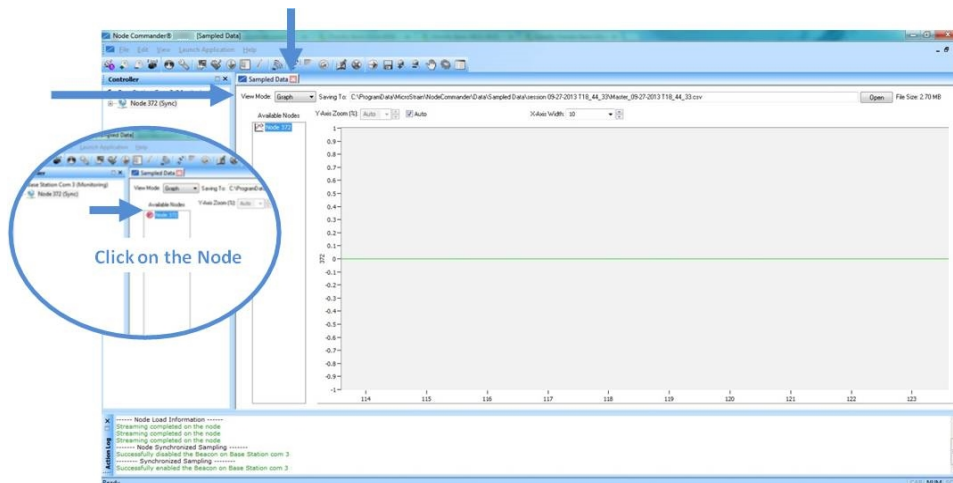 Node Commander® [Sampled Data]
File Edit View Launch Application Help
Controller
Sampled Data
Node 372 (Sync)
View Mode: Graph Saving To: C:\ProgramData\MicroStrain\NodeCommander\Data\Sampled Data\session 09-27-2013 T18_44_33\Master_09-27-2013 T18_44_33.csv Open File Size: 2.70 MB
Available Nodes Y-Axis Zoom (%): Auto Auto X-Axis Width: 10
Node 372
1
0.9
0.8
0.7
0.6
0.5
0.4
0.3
0.2
0.1
0
-0.1
-0.2
-0.3
-0.4
-0.5
-0.6
-0.7
-0.8
-0.9
-1
372
114 115 116 117 118 119 120 121 122 123
Sampled Data
Base Station Com 3 (Monitoring)
Node 372 (Sync)
View Mode: Graph Saving To: C:\ProgramData
Available Nodes Y-Axis Zoom (%): Auto
Node 372
Click on the Node
Action Log
------ Node Load Information ------
Streaming completed on the node
Streaming completed on the node
Streaming completed on the node
------- Node Synchronized Sampling -------
Successfully disabled the Beacon on Base Station com 3
-------- Synchronized Sampling --------
Successfully enabled the Beacon on Base Station com 3
Ready
CAP NUM